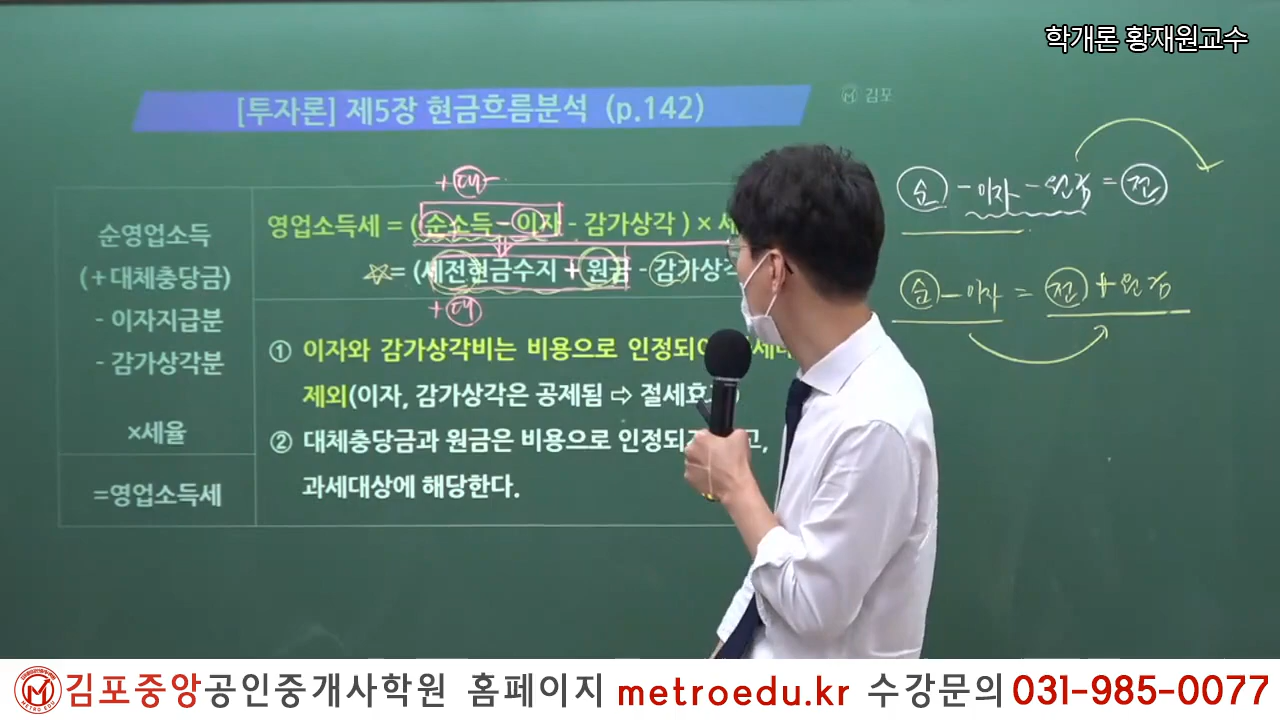 학개론 황재원교수
[투자론] 제5장 현금흐름분석 (p.142)
김포
순영업소득
(+대체충당금)
- 이자지급분
- 감가상각분
×세율
=영업소득세
+ 대
영업소득세 = ( 순소득 - 이자 - 감가상각 ) × 세
= (세전현금수지 + 원금 - 감가상각
+ 대
① 이자와 감가상각비는 비용으로 인정되어
제외(이자, 감가상각은 공제됨 ⇨ 절세효과)
② 대체충당금과 원금은 비용으로 인정되지 고,
과세대상에 해당한다.
순 - 이자 - 원금 = 전
순 - 이자 = 전 + 원금
METRO EDU
김포중앙공인중개사학원 홈페이지 metroedu.kr 수강문의 031-985-0077